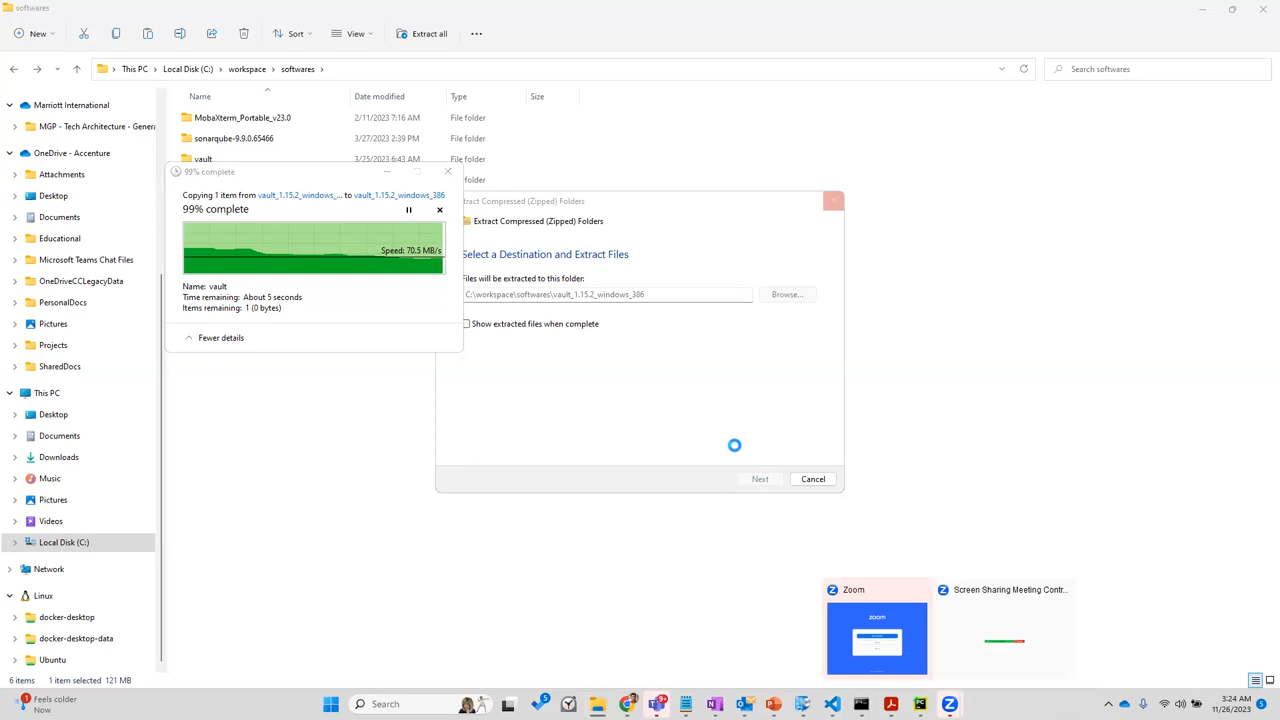 softwares
New
Sort
View
Extract all
This PC
Local Disk (C:)
workspace
softwares
Search softwares
Name
Date modified
Type
Size
Marriott International
MGP - Tech Architecture - Genera
OneDrive - Accenture
Attachments
Desktop
Documents
Educational
Microsoft Teams Chat Files
OneDriveCCLegacyData
PersonalDocs
Pictures
Projects
SharedDocs
This PC
Desktop
Documents
Downloads
Music
Pictures
Videos
Local Disk (C:)
Network
Linux
docker-desktop
docker-desktop-data
Ubuntu
MobaXterm_Portable_v23.0 2/11/2023 7:16 AM File folder
sonarqube-9.9.0.65466 3/27/2023 2:39 PM File folder
vault 3/25/2023 6:43 AM File folder
File folder
99% complete
Copying 1 item from vault_1.15.2_windows_... to vault_1.15.2_windows_386
99% complete
Speed: 70.5 MB/s
Name: vault
Time remaining: About 5 seconds
Items remaining: 1 (0 bytes)
Fewer details
tract Compressed (Zipped) Folders
Extract Compressed (Zipped) Folders
Select a Destination and Extract Files
Files will be extracted to this folder:
C:\workspace\softwares\vault_1.15.2_windows_386
Browse...
Show extracted files when complete
Next
Cancel
Zoom
Screen Sharing Meeting Contr...
zoom
6 items
1 item selected 121 MB
1
Feels colder
Now
Search
5
9+
3:24 AM
11/26/2023
5